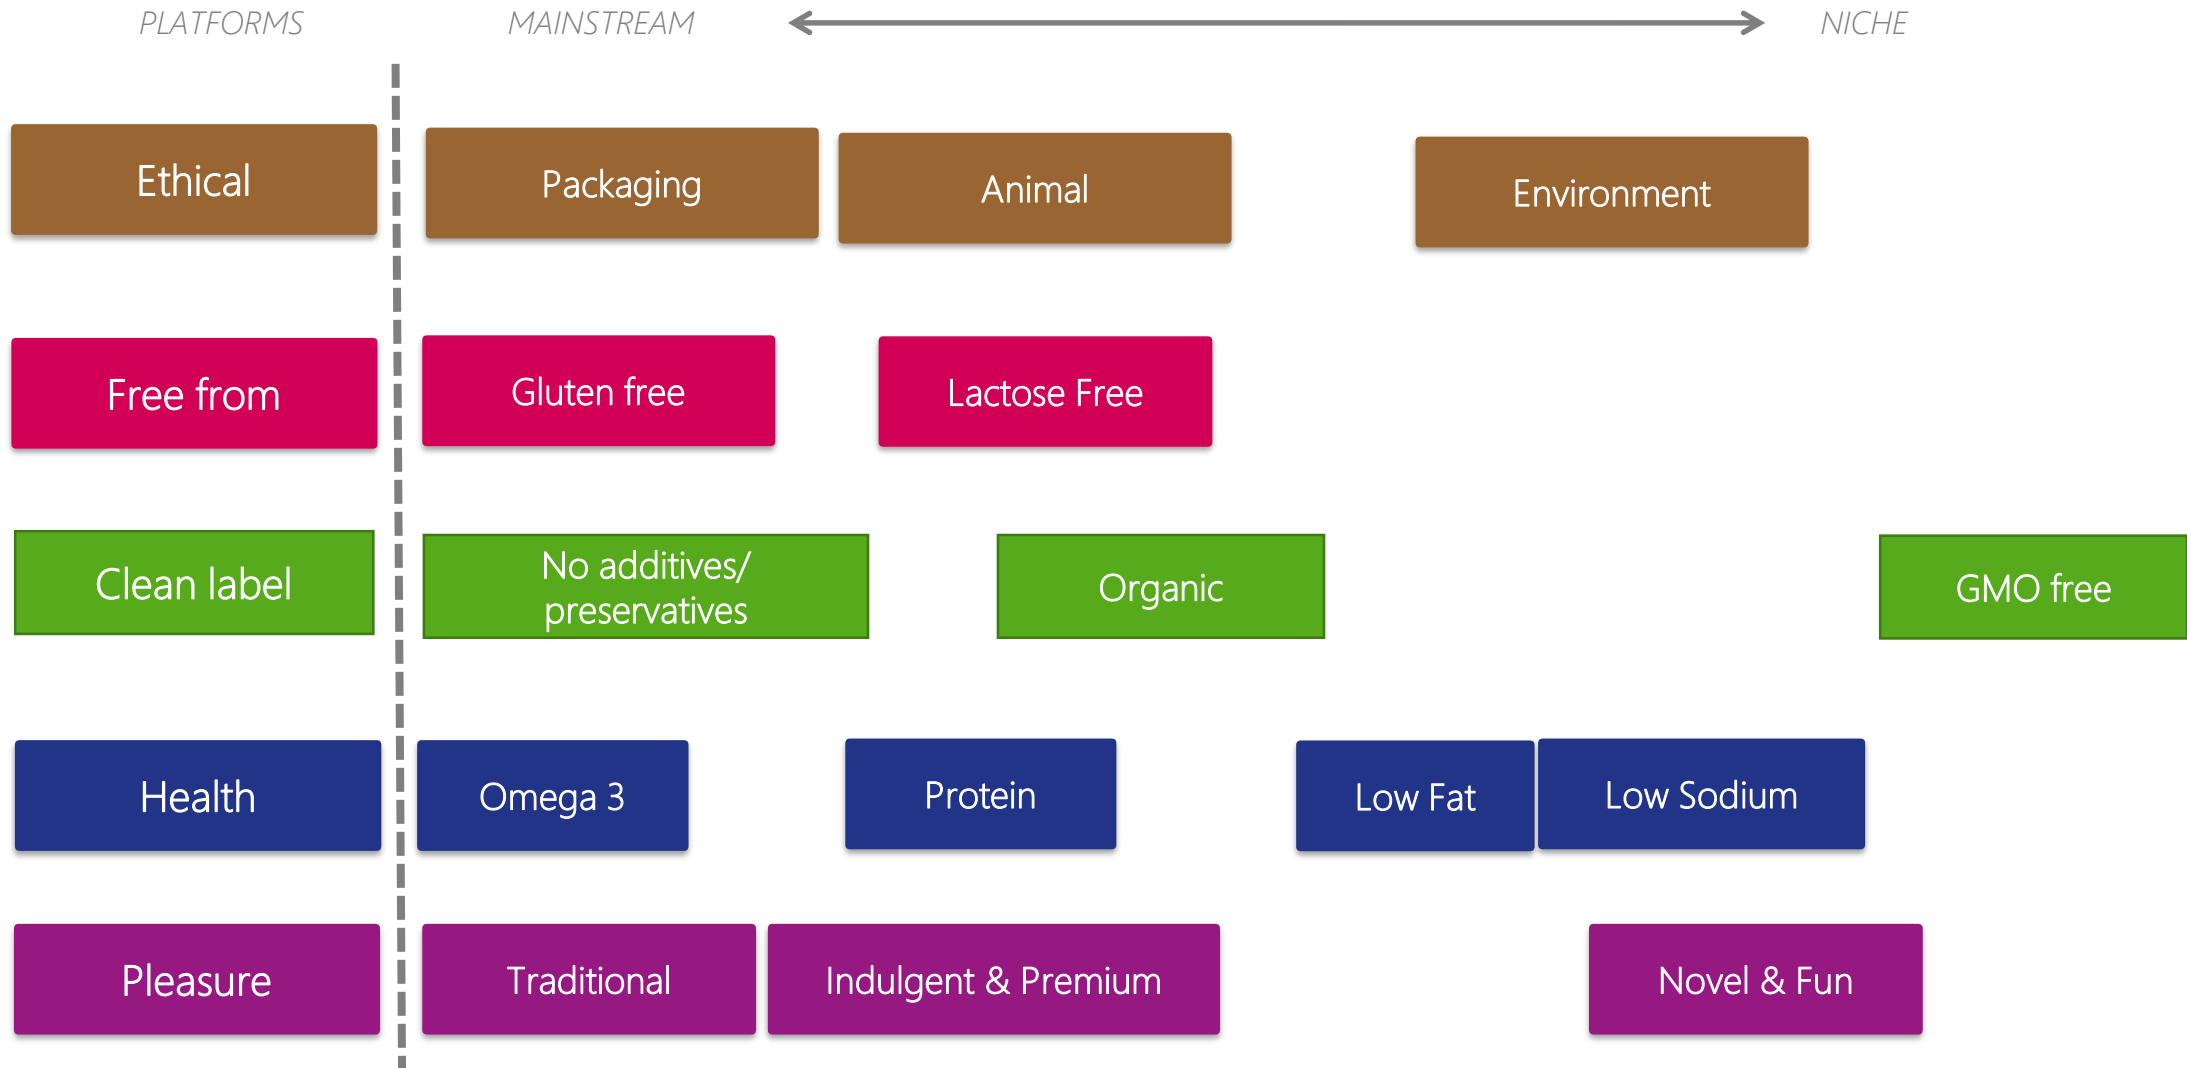 PLATFORMS
MAINSTREAM
NICHE
Ethical
Packaging
Animal
Environment
Free from
Gluten free
Lactose Free
Clean label
No additives/
preservatives
Organic
GMO free
Health
Omega 3
Protein
Low Fat
Low Sodium
Pleasure
Traditional
Indulgent & Premium
Novel & Fun